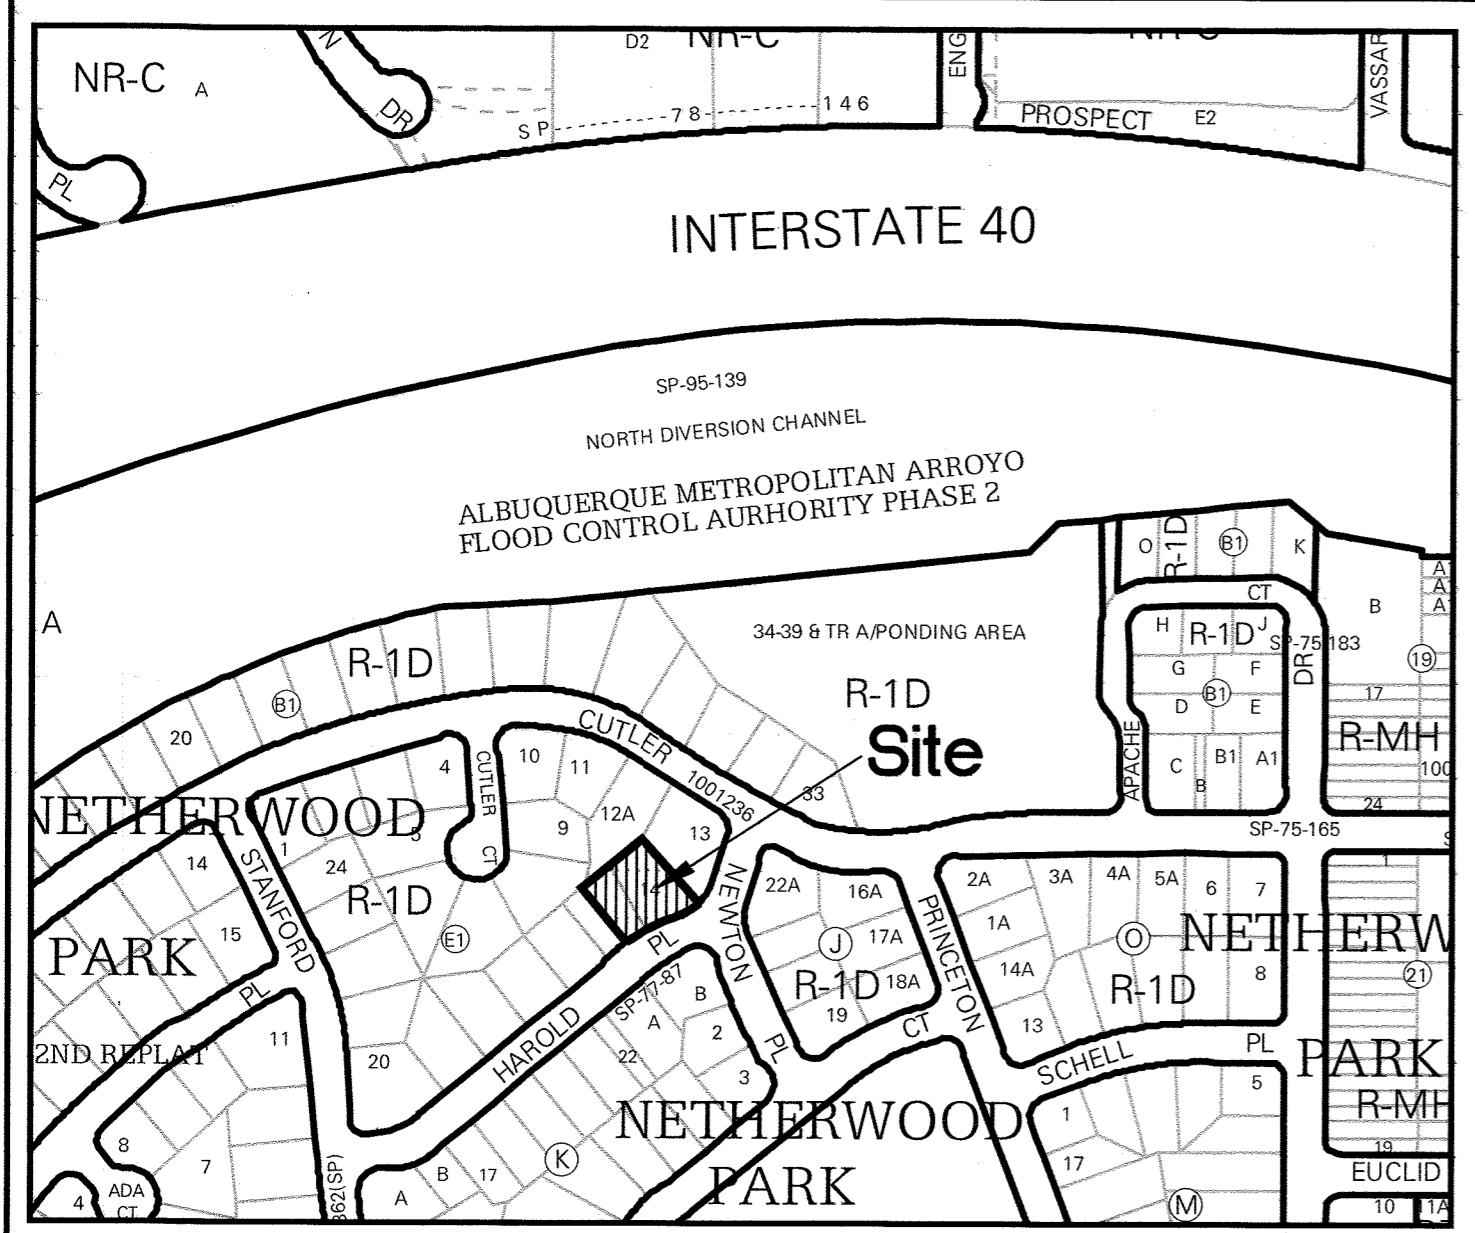 NR-C
A
N
DR
PL
D2
NR-C
SP
78
146
ENG
PROSPECT
E2
VASSAR
INTERSTATE 40
SP-95-139
NORTH DIVERSION CHANNEL
ALBUQUERQUE METROPOLITAN ARROYO
FLOOD CONTROL AURHORITY PHASE 2
A
34-39 & TR A/PONDING AREA
R-1D
Site
R-1D
B1
20
CUTLER
1001236
33
O
R-1D
B1
K
CT
H
R-1D
J
SP-75-183
G
F
B1
D
E
C
B
B1
A1
APACHE
DR
B
A
A
A
19
17
R-MH
100
24
SP-75-165
NETHERWOOD
PARK
2ND REPLAT
14
15
STANFORD
PL
1
24
R-1D
E1
4
CUTLER
CT
10
11
9
12A
13
14
NEWTON
PL
PL
HAROLD
SP-77-87
20
11
22A
16A
J
17A
R-1D
18A
19
CT
PRINCETON
2A
3A
4A
5A
6
7
1A
O
14A
R-1D
8
13
SCHELL
PL
NETHERW
PARK
1
21
R-MH
19
EUCLID
10
11A
B
A
2
22
3
NETHERWOOD
PARK
K
17
B
A
862(SP)
8
7
ADA
CT
4
1
5
17
M